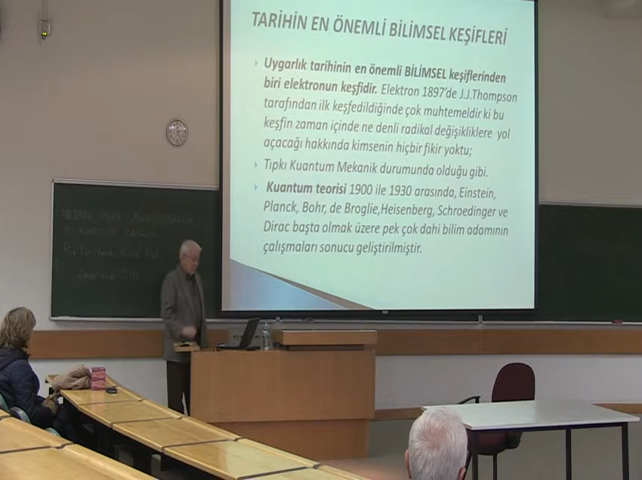 TARİHİN EN ÖNEMLİ BİLİMSEL KEŞİFLERİ
Uygarlık tarihinin en önemli BİLİMSEL keşiflerinden
biri elektronun keşfidir. Elektron 1897'de J.J.Thompson
tarafından ilk keşfedildiğinde çok muhtemeldir ki bu
keşfin zaman içinde ne denli radikal değişikliklere yol
açacağı hakkında kimsenin hiçbir fikir yoktu;
Tıpkı Kuantum Mekanik durumunda olduğu gibi.
Kuantum teorisi 1900 ile 1930 arasında, Einstein,
Planck, Bohr, de Broglie,Heisenberg, Schroedinger ve
Dirac başta olmak üzere pek çok dahi bilim adamının
çalışmaları sonucu geliştirilmiştir.